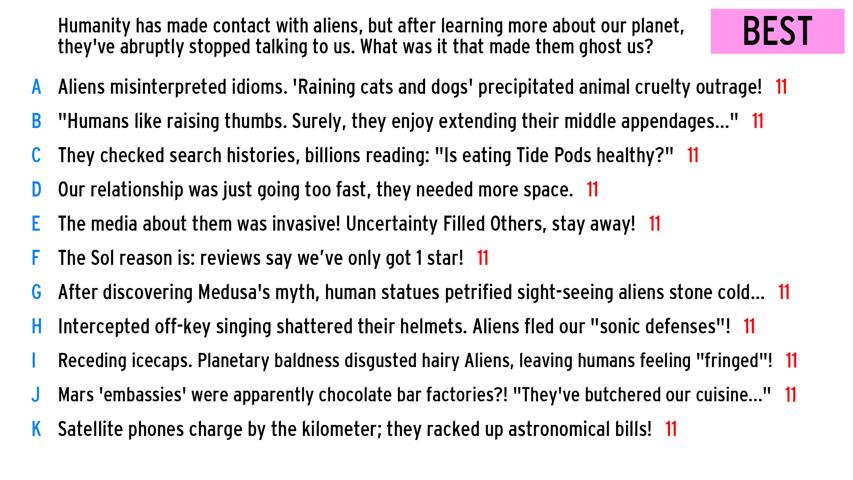 Humanity has made contact with aliens, but after learning more about our planet,
they've abruptly stopped talking to us. What was it that made them ghost us?
BEST
A Aliens misinterpreted idioms. 'Raining cats and dogs' precipitated animal cruelty outrage! 11
B "Humans like raising thumbs. Surely, they enjoy extending their middle appendages..." 11
C They checked search histories, billions reading: "Is eating Tide Pods healthy?" 11
D Our relationship was just going too fast, they needed more space. 11
E The media about them was invasive! Uncertainty Filled Others, stay away! 11
F The Sol reason is: reviews say we've only got 1 star! 11
G After discovering Medusa's myth, human statues petrified sight-seeing aliens stone cold... 11
H Intercepted off-key singing shattered their helmets. Aliens fled our "sonic defenses"! 11
I Receding icecaps. Planetary baldness disgusted hairy Aliens, leaving humans feeling "fringed"! 11
J Mars 'embassies' were apparently chocolate bar factories?! "They've butchered our cuisine..." 11
K Satellite phones charge by the kilometer; they racked up astronomical bills! 11